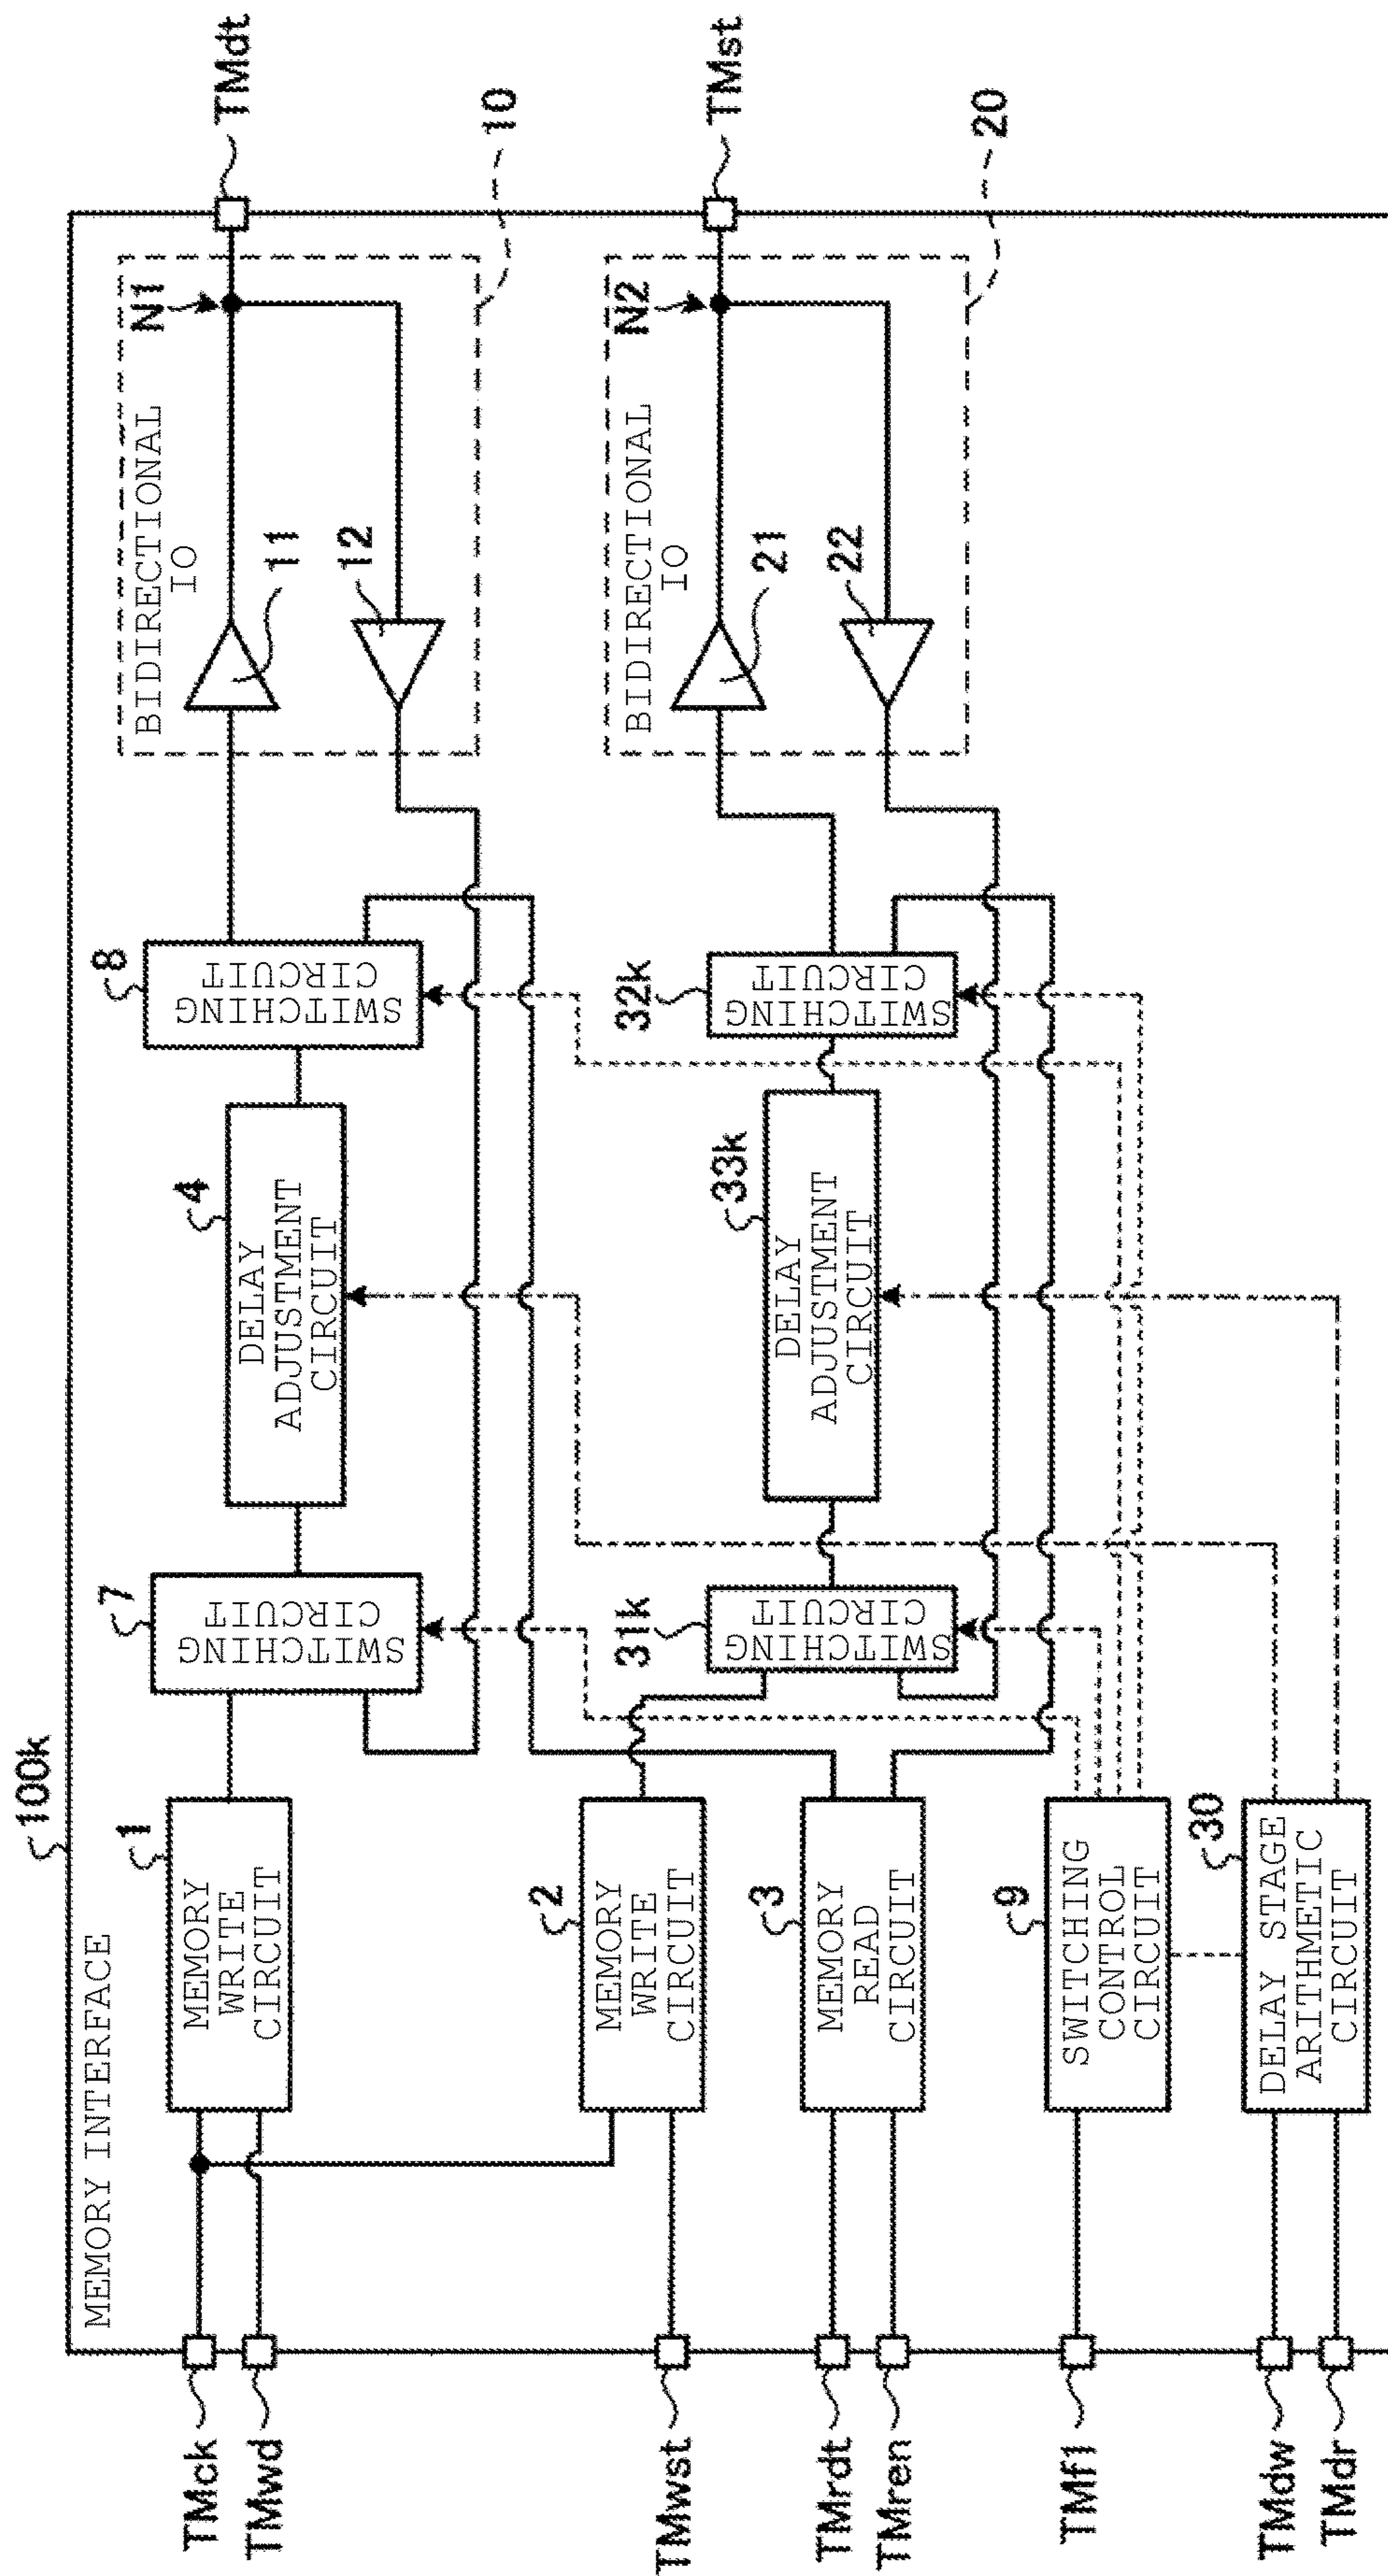 100k
MEMORY INTERFACE
TMck
TMwd
TMwst
TMrdt
TMren
TMf1
TMdw
TMdr
1
MEMORY
WRITE
CIRCUIT
2
MEMORY
WRITE
CIRCUIT
3
MEMORY
READ
CIRCUIT
9
SWITCHING
CONTROL
CIRCUIT
30
DELAY STAGE
ARITHMETIC
CIRCUIT
7
SWITCHING
CIRCUIT
31k
SWITCHING
CIRCUIT
4
DELAY
ADJUSTMENT
CIRCUIT
33k
DELAY
ADJUSTMENT
CIRCUIT
8
SWITCHING
CIRCUIT
32k
SWITCHING
CIRCUIT
BIDIRECTIONAL
IO
11
12
N1
10
TMdt
BIDIRECTIONAL
IO
21
22
N2
20
TMst